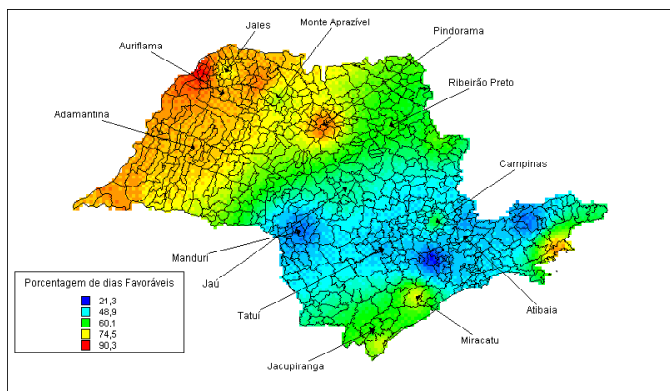 Jales
Monte Aprazível
Auriflama
Pindorama
Ribeirão Preto
Adamantina
Campinas
Manduri
Jaú
Tatuí
Atibaia
Miracatu
Jacupiranga
Porcentagem de dias Favoráveis
21,3
48,9
60.1
74,5
90,3